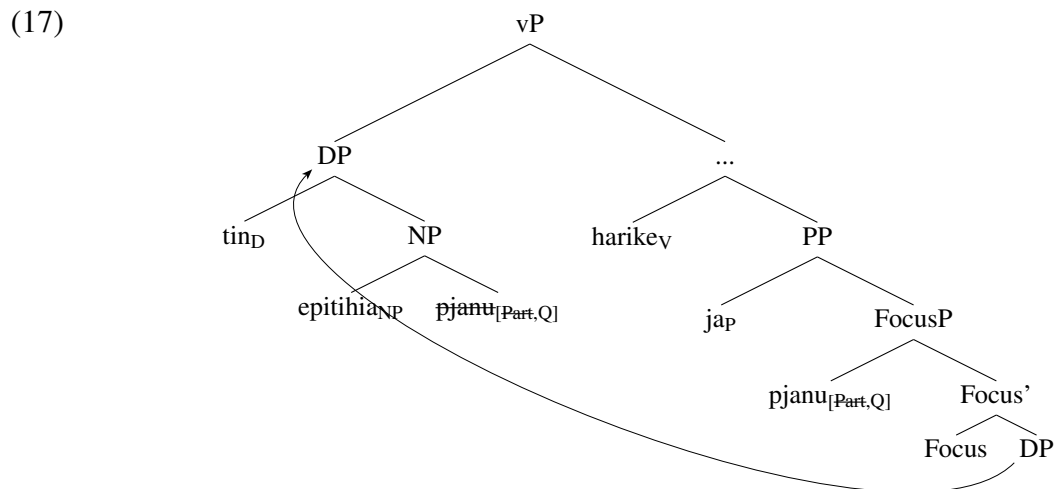 (17) vP
DP ...
tinD NP harikeV PP
epitihiaNP pjanu[Part,Q] jaP FocusP
pjanu[Part,Q] Focus’
Focus DP